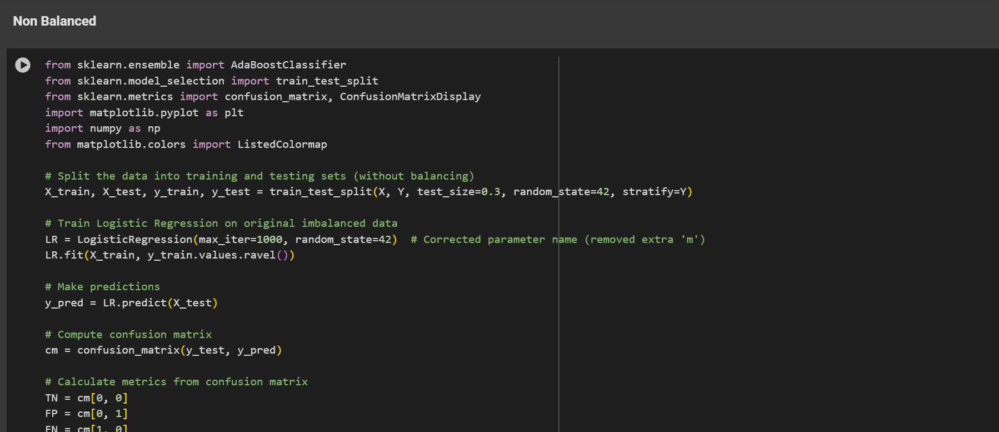 Non Balanced
from sklearn.ensemble import AdaBoostClassifier
from sklearn.model_selection import train_test_split
from sklearn.metrics import confusion_matrix, ConfusionMatrixDisplay
import matplotlib.pyplot as plt
import numpy as np
from matplotlib.colors import ListedColormap
# Split the data into training and testing sets (without balancing)
X_train, X_test, y_train, y_test = train_test_split(X, Y, test_size=0.3, random_state=42, stratify=Y)
# Train Logistic Regression on original imbalanced data
LR = LogisticRegression(max_iter=1000, random_state=42)  # Corrected parameter name (removed extra 'm')
LR.fit(X_train, y_train.values.ravel())
# Make predictions
y_pred = LR.predict(X_test)
# Compute confusion matrix
cm = confusion_matrix(y_test, y_pred)
# Calculate metrics from confusion matrix
TN = cm[0, 0]
FP = cm[0, 1]
FN = cm[1, 0]